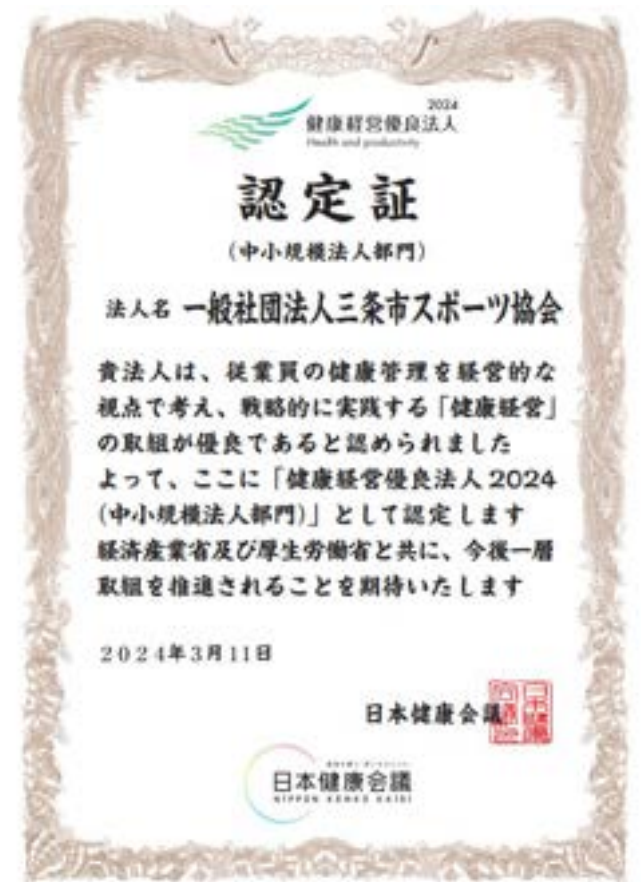 2024
健康経営優良法人
Health and productivity
認定証
(中小規模法人部門)
法人名 一般社団法人三条市スポーツ協会
貴法人は、従業員の健康管理を経営的な
視点で考え、戦略的に実践する「健康経営」
の取組が優良であると認められました
よって、ここに「健康経営優良法人2024
(中小規模法人部門)」として認定します
経済産業省及び厚生労働省と共に、今後一層
取組を推進されることを期待いたします
2024年3月11日
日本健康会議
日本健康会議
NIPPON KENKO KAIGI